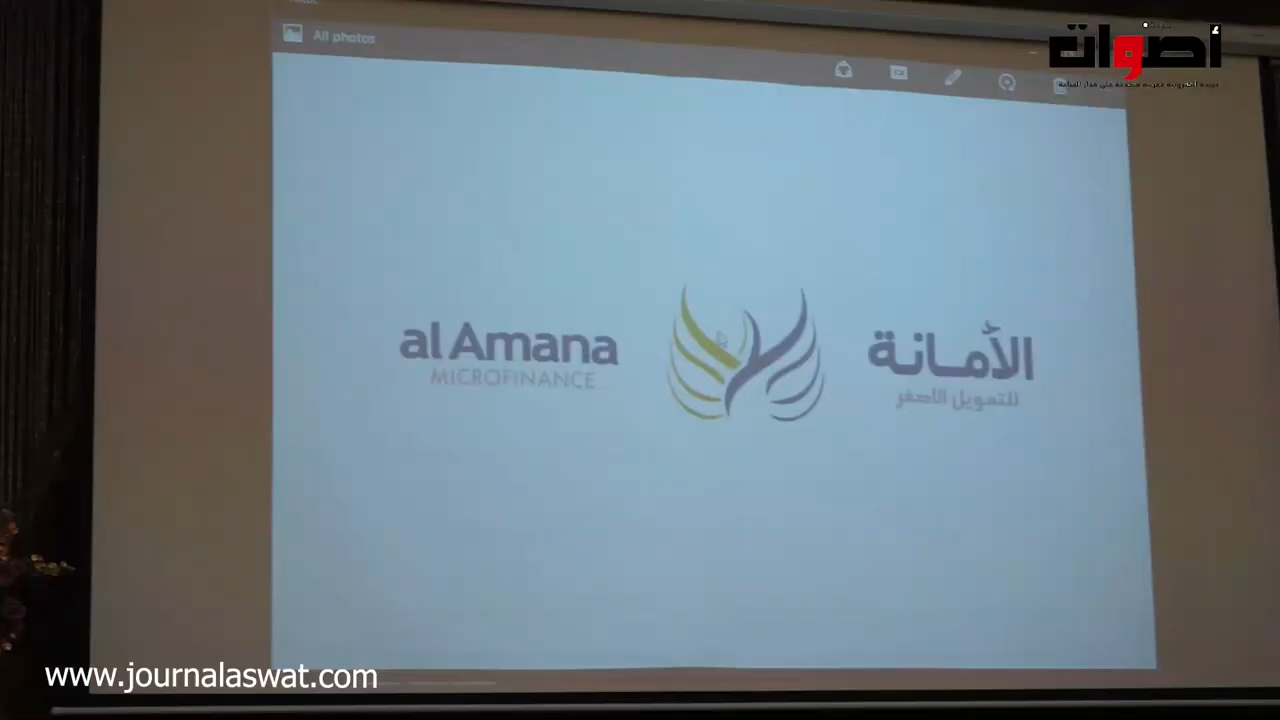 All photos
أصوات
al Amana
MICROFINANCE
الأمانة
للتمويل الأصغر
www.journalaswat.com